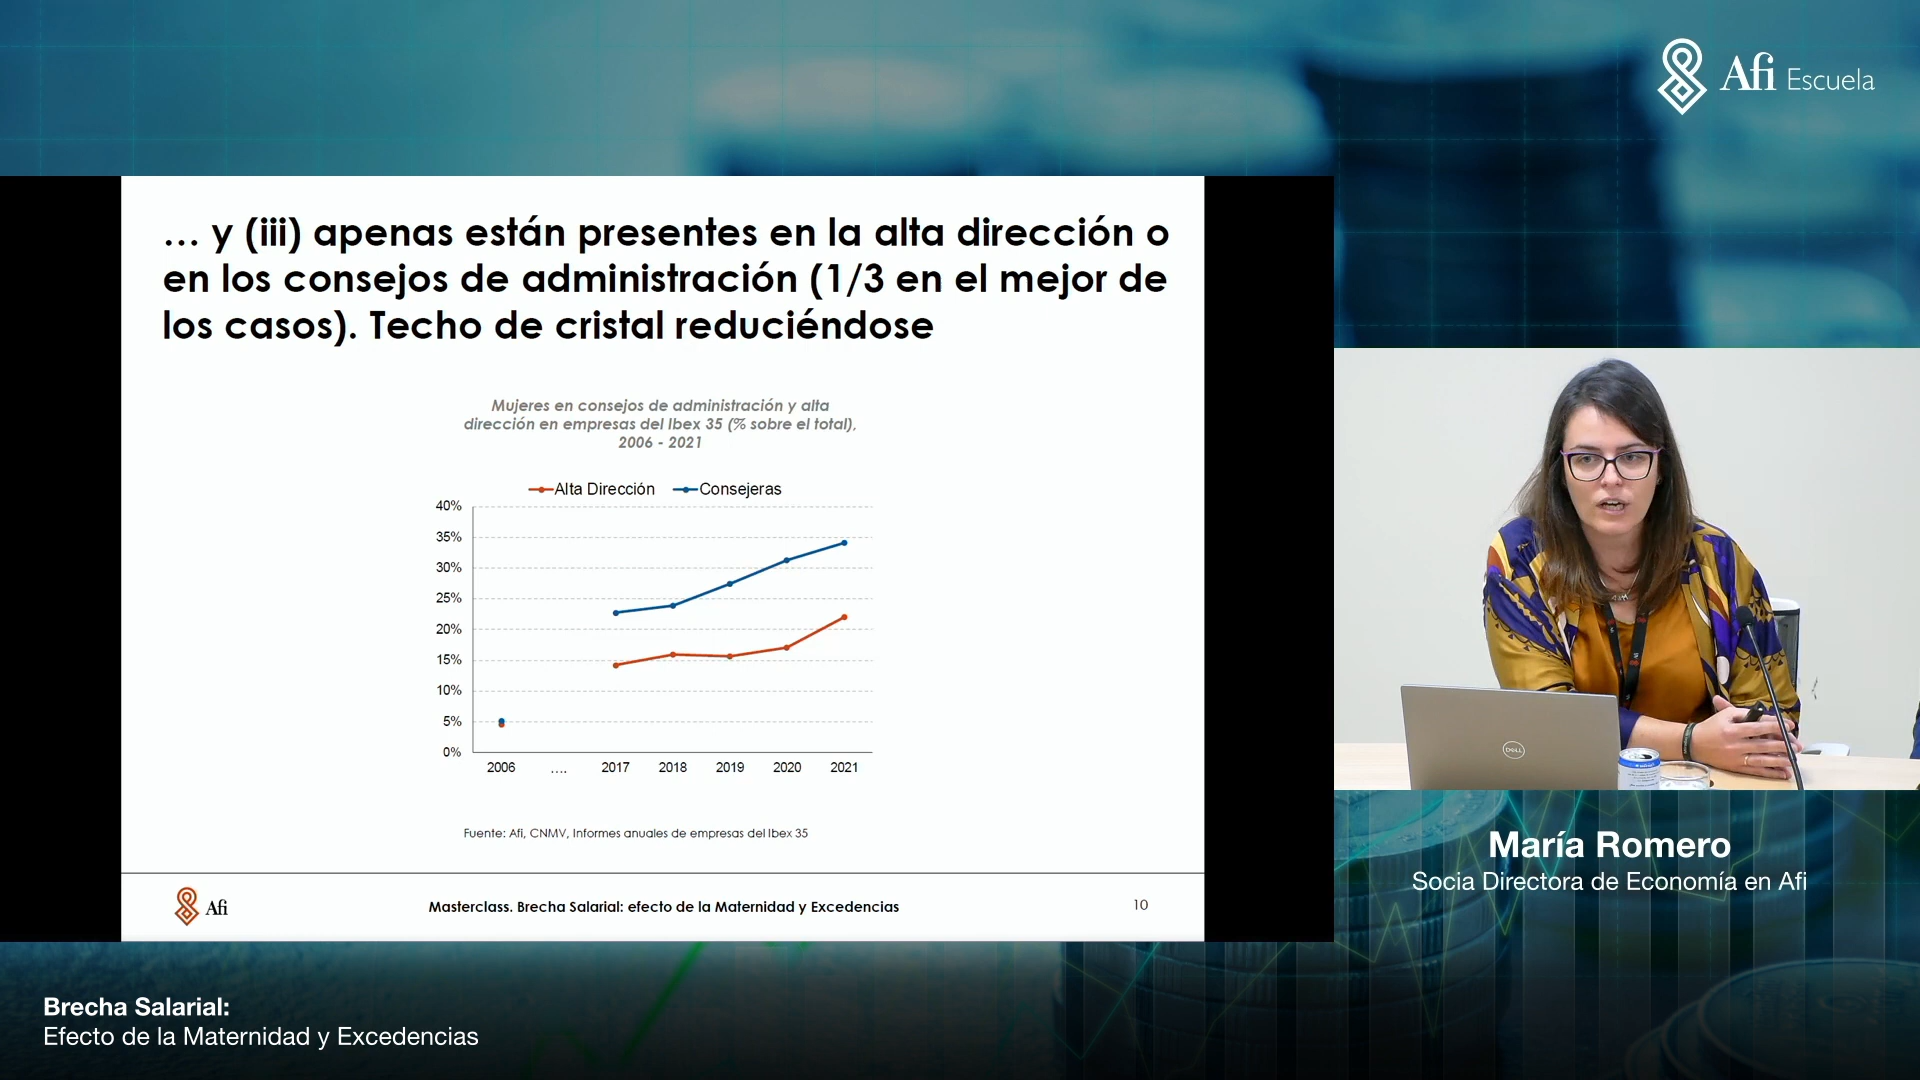 Afi Escuela
... y (iii) apenas están presentes en la alta dirección o
en los consejos de administración (1/3 en el mejor de
los casos). Techo de cristal reduciéndose
Mujeres en consejos de administración y alta
dirección en empresas del Ibex 35 (% sobre el total),
2006 - 2021
Alta Dirección Consejeras
40%
35%
30%
25%
20%
15%
10%
5%
0%
2006 .... 2017 2018 2019 2020 2021
Fuente: Afi, CNMV, Informes anuales de empresas del Ibex 35
Afi
Masterclass. Brecha Salarial: efecto de la Maternidad y Excedencias
10
DELL
María Romero
Socia Directora de Economía en Afi
Brecha Salarial:
Efecto de la Maternidad y Excedencias